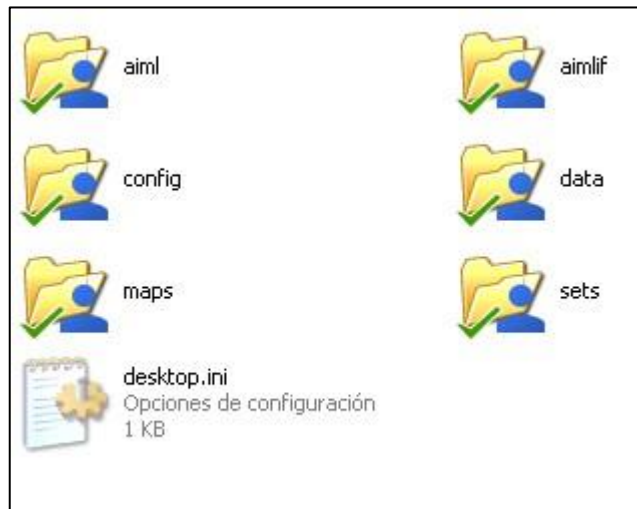 aiml
aimlif
config
data
maps
sets
desktop.ini
Opciones de configuración
1 KB